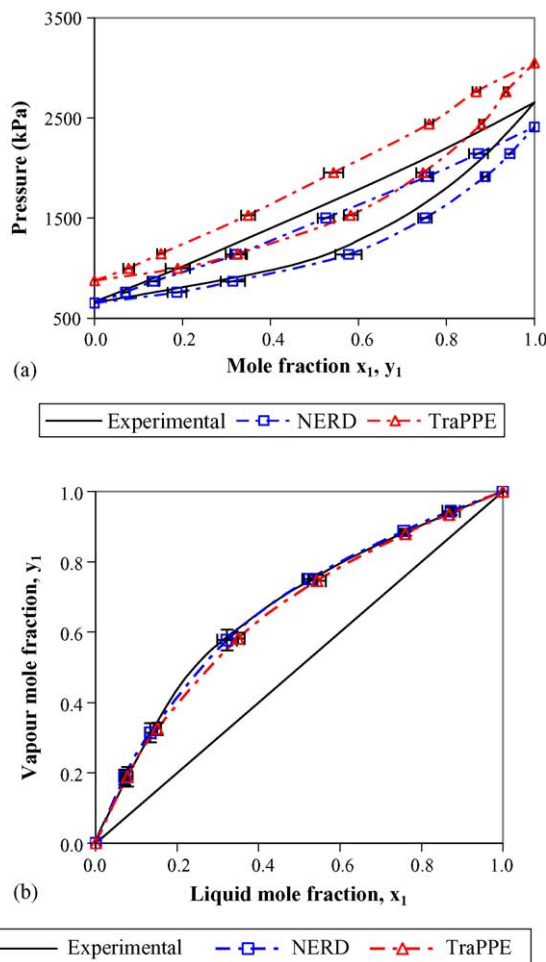 3500
2500
1500
500
Pressure (kPa)
0.0 0.2 0.4 0.6 0.8 1.0
(a) Mole fraction x₁, y₁
Experimental NERD TraPPE
1.0
0.8
0.6
0.4
0.2
0.0
Vapour mole fraction, y₁
0.0 0.2 0.4 0.6 0.8 1.0
(b) Liquid mole fraction, x₁
Experimental NERD TraPPE